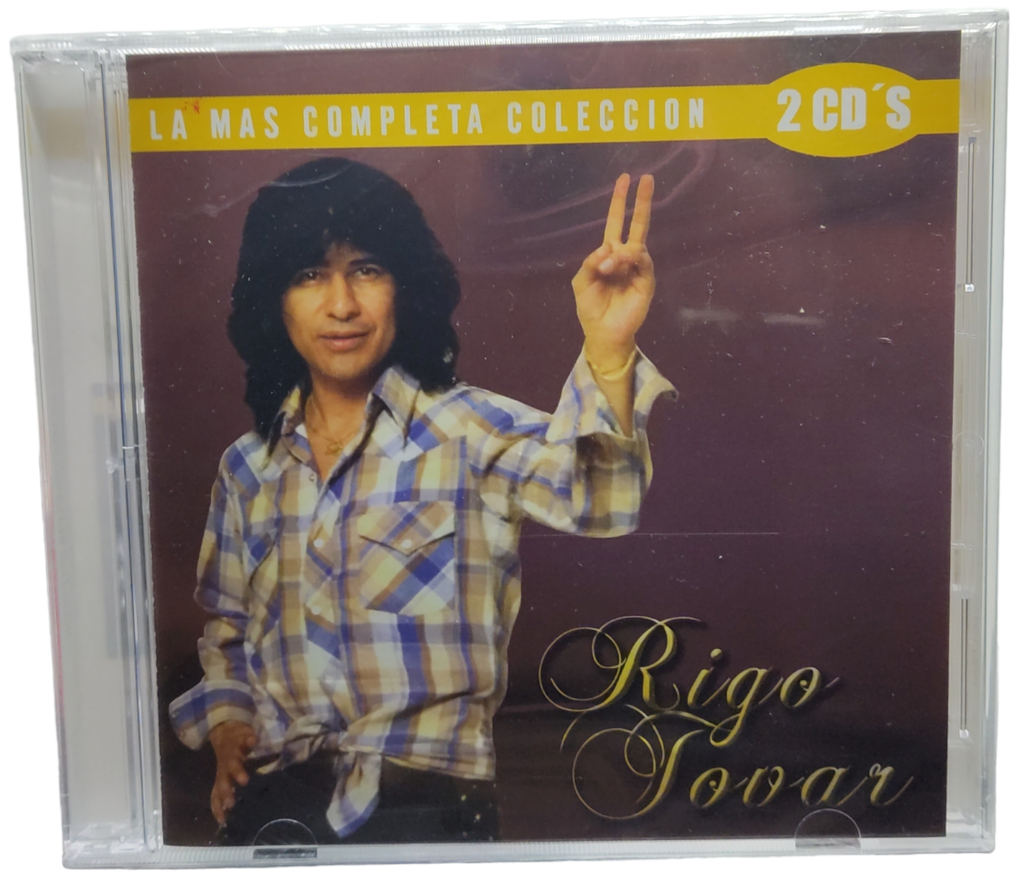 LA MAS COMPLETA COLECCION
2 CD´S
Rigo
Tovar